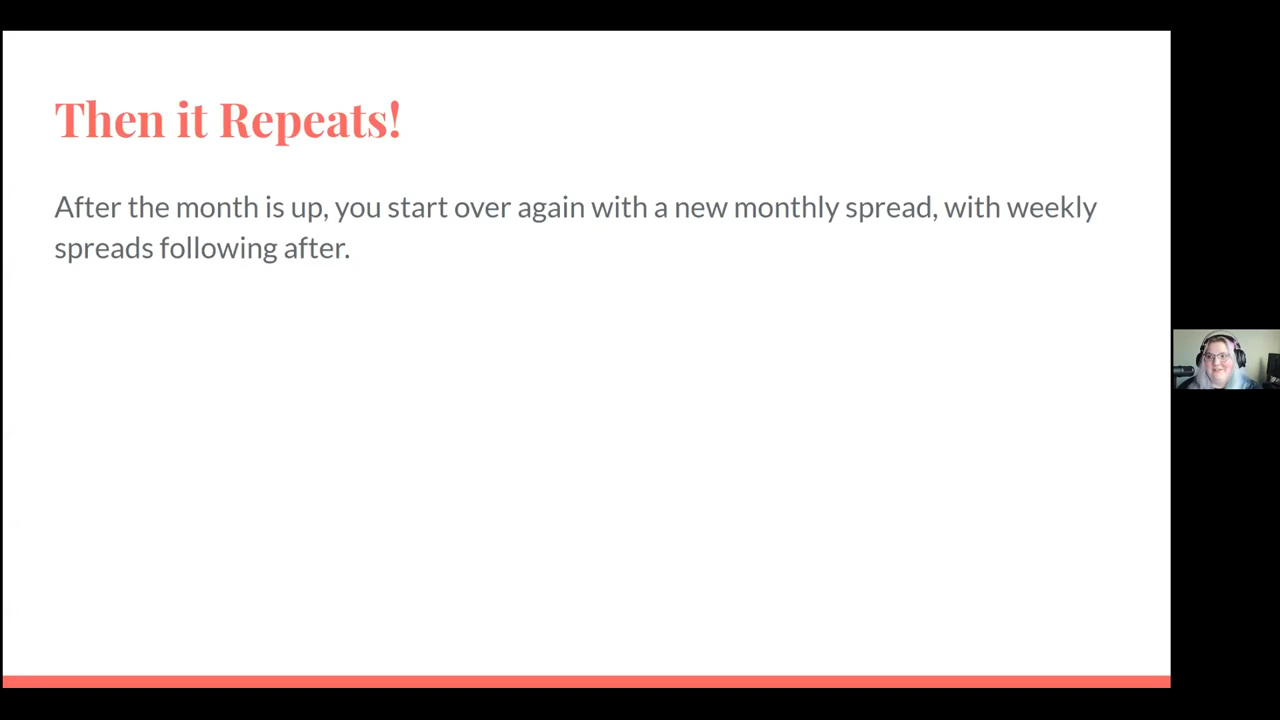 Then it Repeats!
After the month is up, you start over again with a new monthly spread, with weekly
spreads following after.